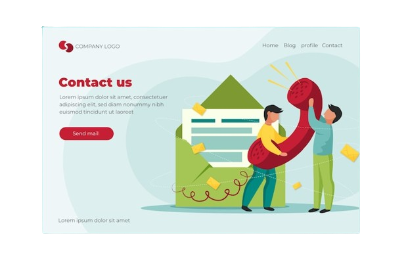 COMPANY LOGO
Home Blog profile Contact
Contact us
Lorem ipsum dolor sit amet, consectetuer
adipiscing elit, sed diam nonummy nibh
euismod tincidunt ut laoreet
Send mail
Lorem ipsum dolor sit amet